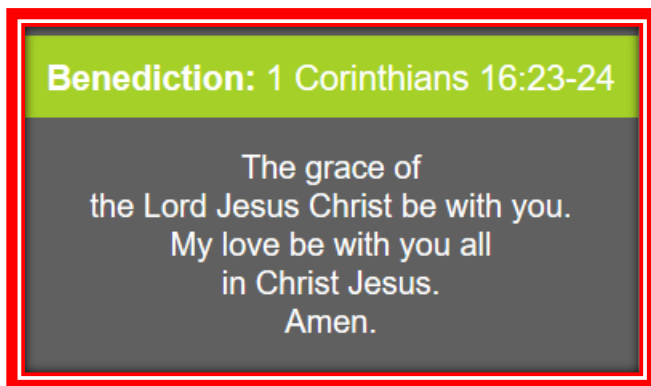 Benediction: 1 Corinthians 16:23-24
The grace of
the Lord Jesus Christ be with you.
My love be with you all
in Christ Jesus.
Amen.